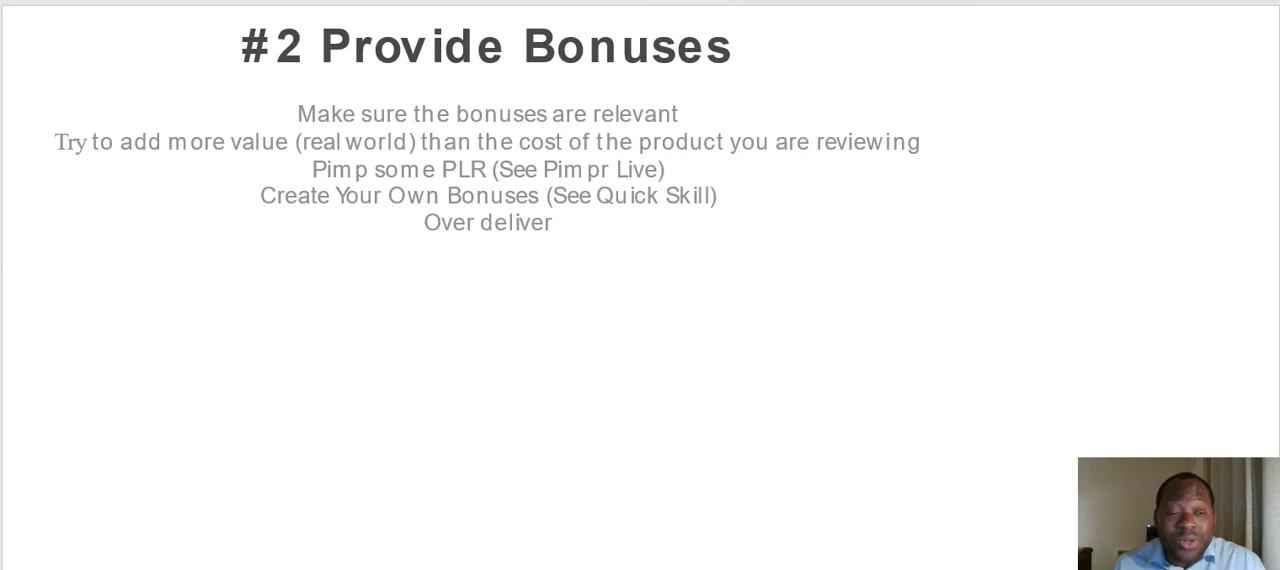 #2 Provide Bonuses
Make sure the bonuses are relevant
Try to add more value (real world) than the cost of the product you are reviewing
Pimp some PLR (See Pimpr Live)
Create Your Own Bonuses (See Quick Skill)
Over deliver